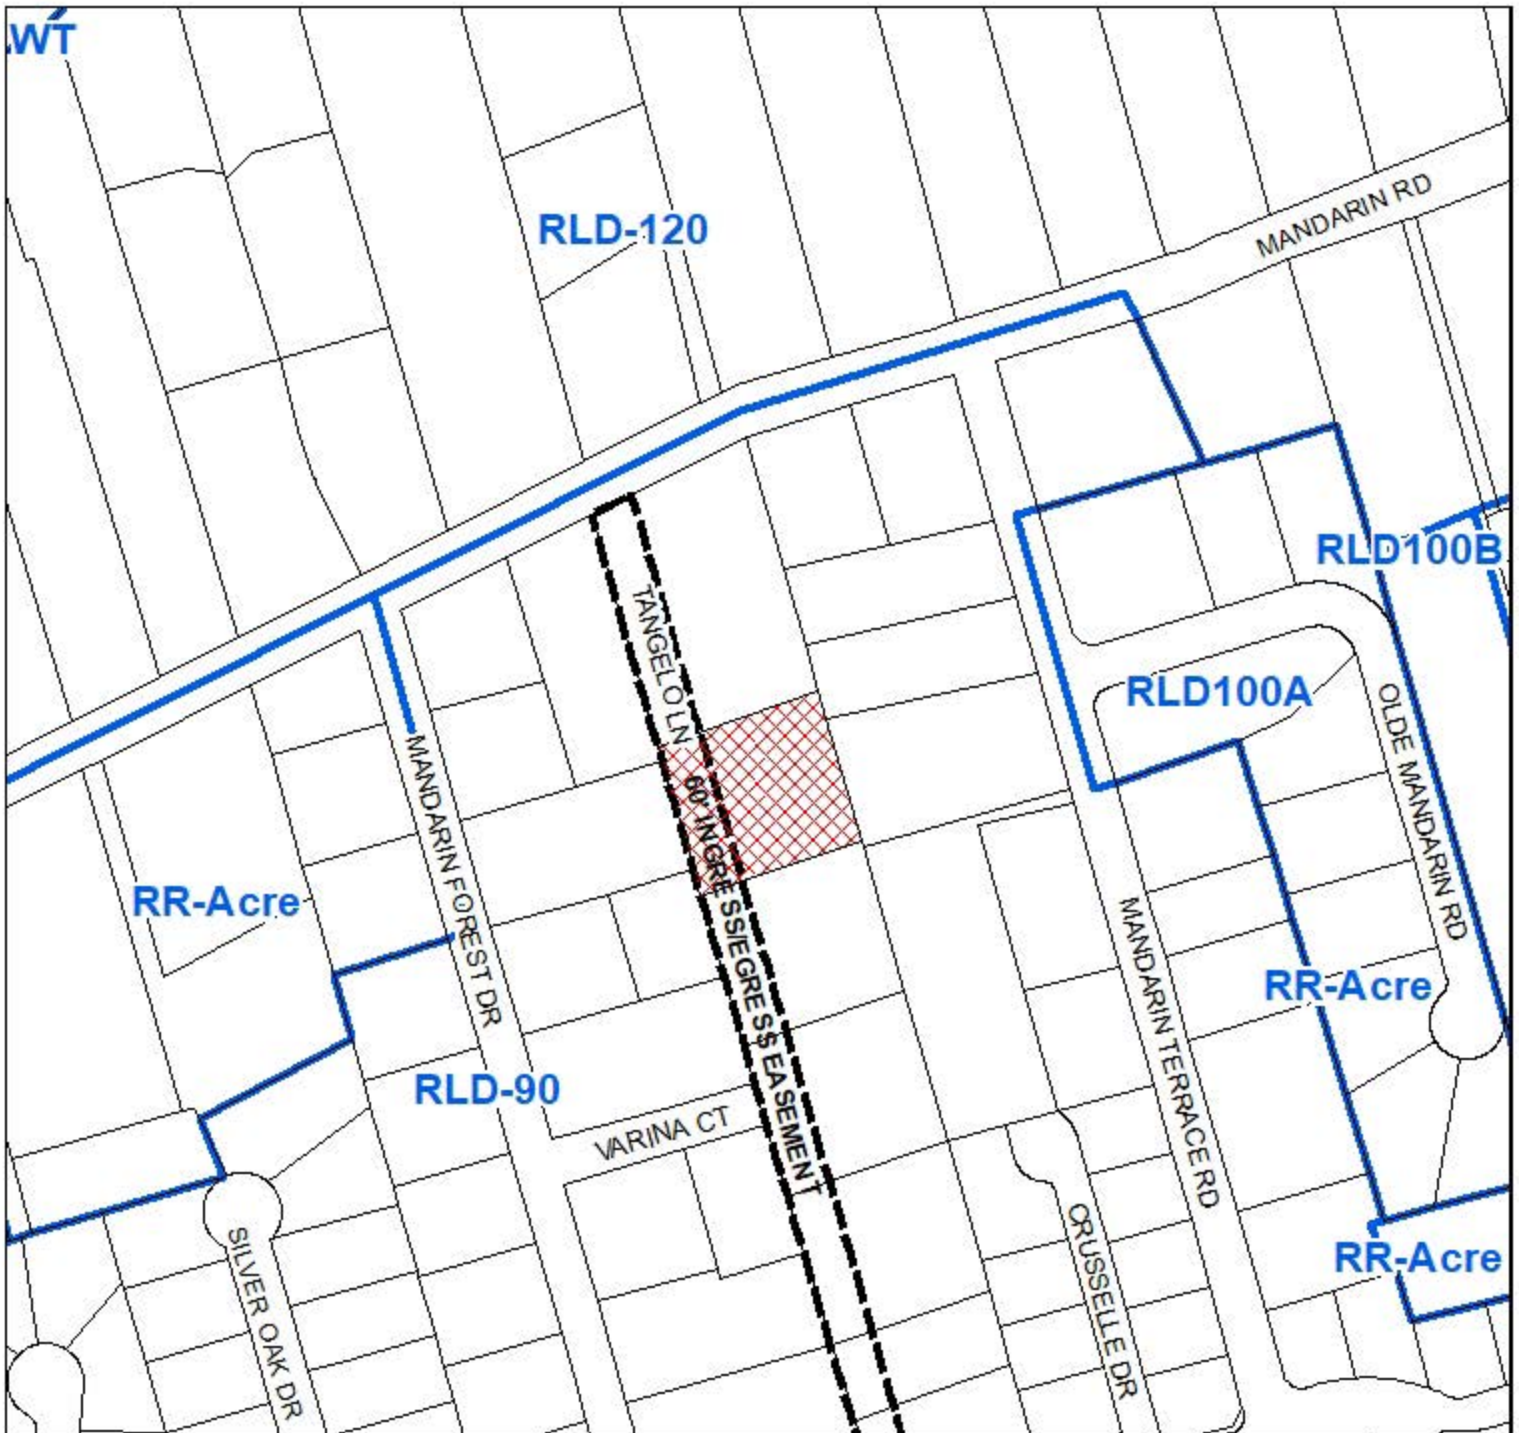 WT
RLD-120
MANDARIN RD
RLD100B
TANGELO LN
RLD100A
OLDE MANDARIN RD
MANDARIN FOREST DR
60' INGRESS/EGRESS EASEMENT
RR-Acre
MANDARIN TERRACE RD
RR-Acre
RLD-90
VARINA CT
CRUSSELLE DR
SILVER OAK DR
RR-Acre